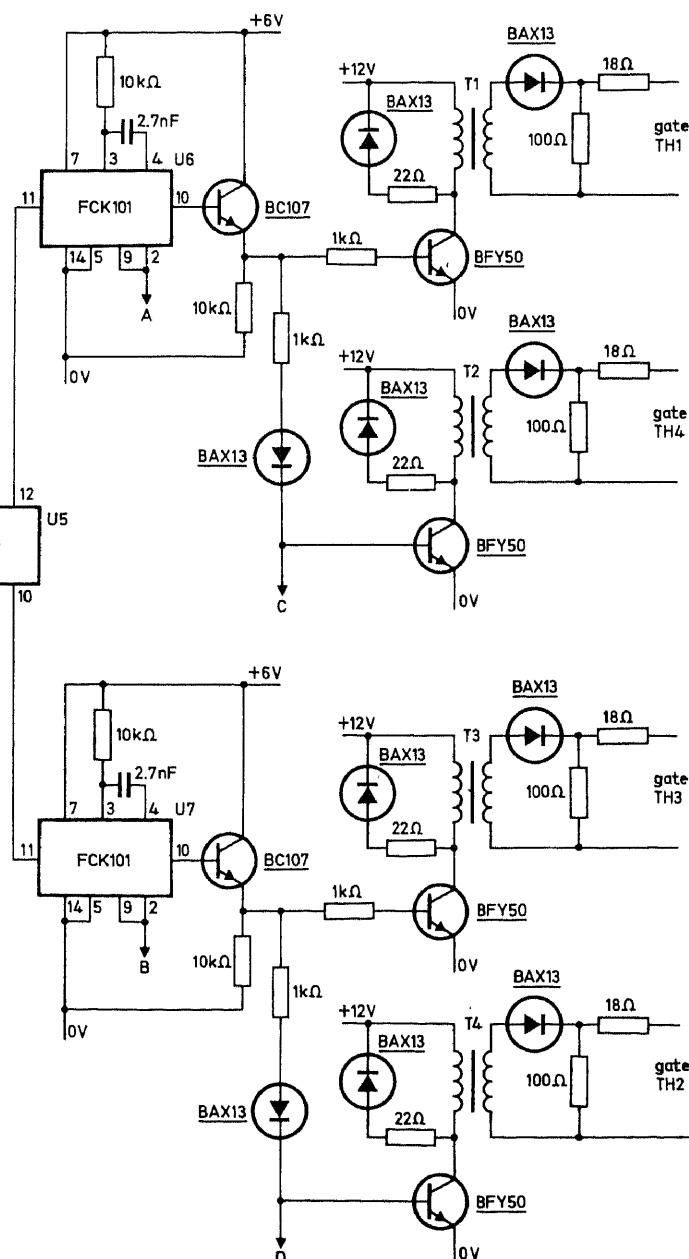 +6V
10kΩ
2.7nF
7 3 4 U6
11 FCK101 10
BC107
14 5 9 2
A
10kΩ
0V
1kΩ
1kΩ
BAX13
C
BAX13
+12V T1 18Ω
BAX13
100Ω gate TH1
22Ω
BFY50
0V
BAX13
+12V T2 18Ω
BAX13
100Ω gate TH4
22Ω
BFY50
0V
12
U5
10
+6V
10kΩ
2.7nF
7 3 4 U7
11 FCK101 10
BC107
14 5 9 2
B
10kΩ
0V
1kΩ
1kΩ
BAX13
D
BAX13
+12V T3 18Ω
BAX13
100Ω gate TH3
22Ω
BFY50
0V
BAX13
+12V T4 18Ω
BAX13
100Ω gate TH2
22Ω
BFY50
0V